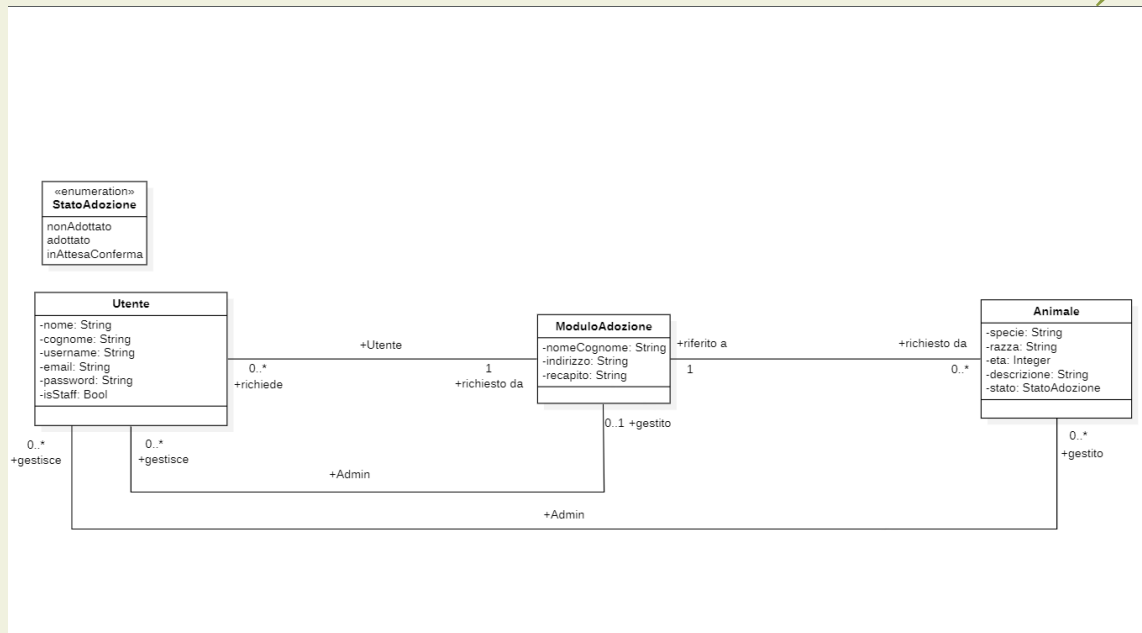 «enumeration»
StatoAdozione
nonAdottato
adottato
inAttesaConferma
Utente
-nome: String
-cognome: String
-username: String
-email: String
-password: String
-isStaff: Bool
+Utente
0..*
+richiede
1
+richiesto da
ModuloAdozione
-nomeCognome: String
-indirizzo: String
-recapito: String
+riferito a
1
+richiesto da
0..*
Animale
-specie: String
-razza: String
-eta: Integer
-descrizione: String
-stato: StatoAdozione
0..*
+gestisce
0..*
+gestisce
0..1 +gestito
0..*
+gestito
+Admin
+Admin